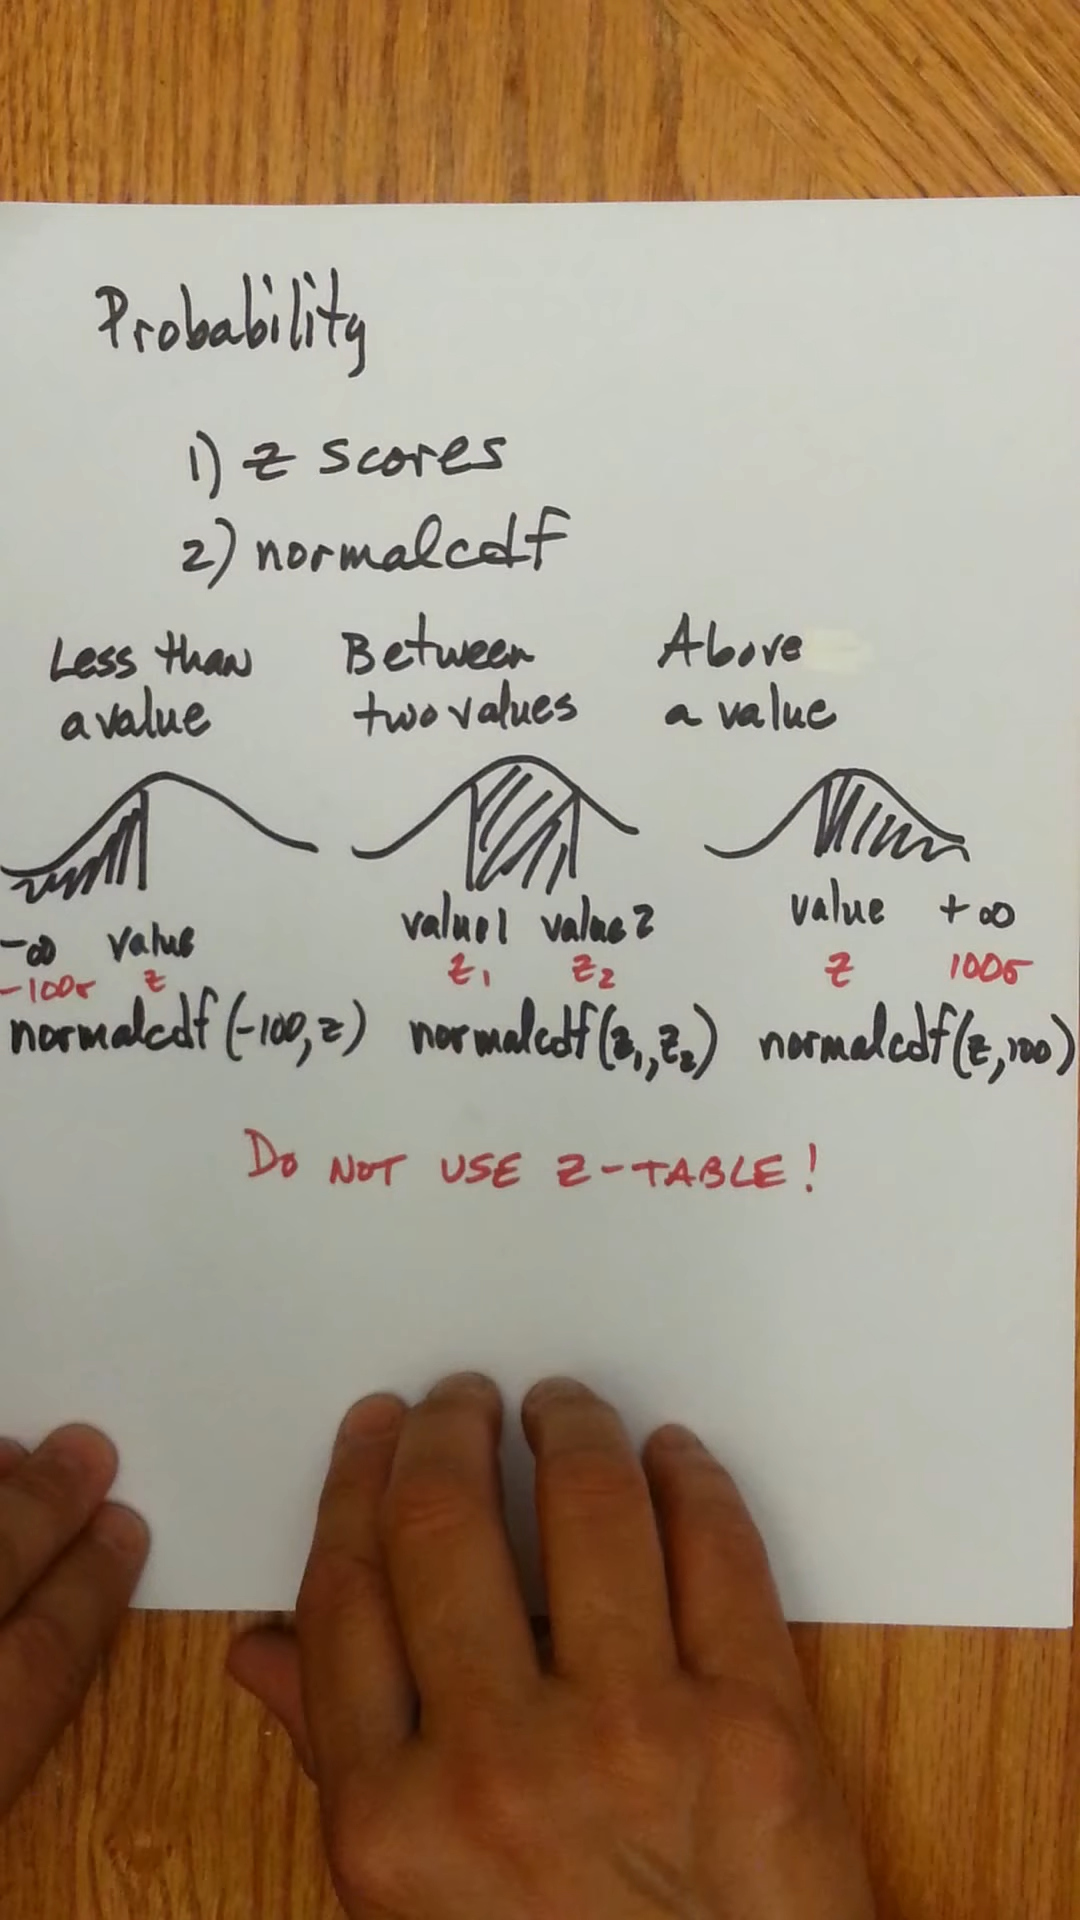 Probability
1) z scores
2) normalcdf
Less than a value
Between two values
Above a value
-∞ value
-100σ z
normalcdf(-100,z)
value1 value2
z₁ z₂
normalcdf(z₁,z₂)
value +∞
z 100σ
normalcdf(z,100)
DO NOT USE Z-TABLE!